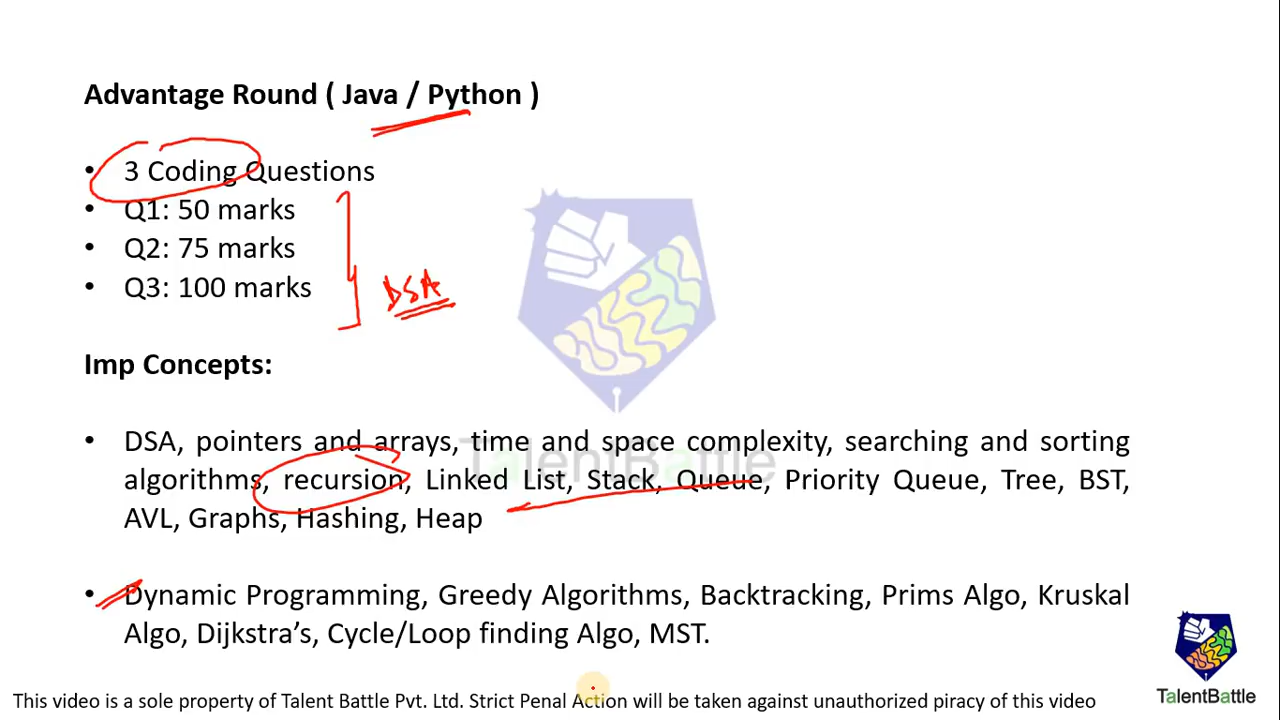 Advantage Round ( Java / Python )
• 3 Coding Questions
• Q1: 50 marks
• Q2: 75 marks
• Q3: 100 marks
DSA
Imp Concepts:
• DSA, pointers and arrays, time and space complexity, searching and sorting
algorithms, recursion, Linked List, Stack, Queue, Priority Queue, Tree, BST,
AVL, Graphs, Hashing, Heap
TalentBattle
• Dynamic Programming, Greedy Algorithms, Backtracking, Prims Algo, Kruskal
Algo, Dijkstra’s, Cycle/Loop finding Algo, MST.
TalentBattle
This video is a sole property of Talent Battle Pvt. Ltd. Strict Penal Action will be taken against unauthorized piracy of this video